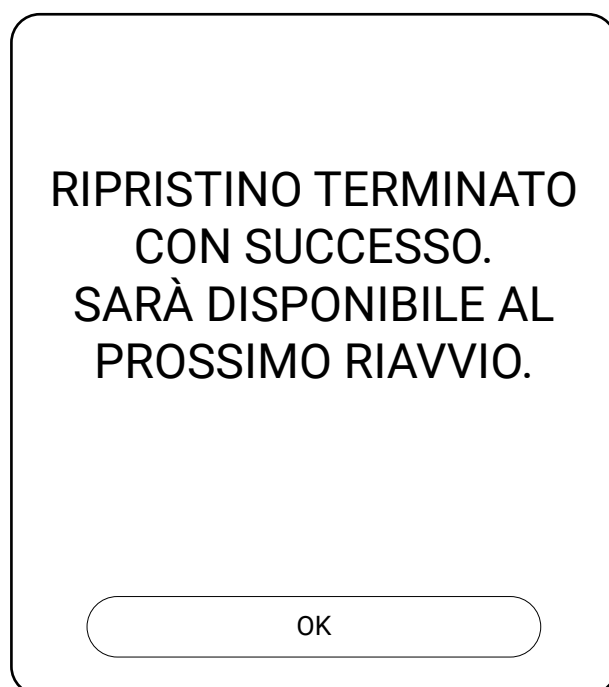 RIPRISTINO TERMINATO
CON SUCCESSO.
SARÀ DISPONIBILE AL
PROSSIMO RIAVVIO.
OK